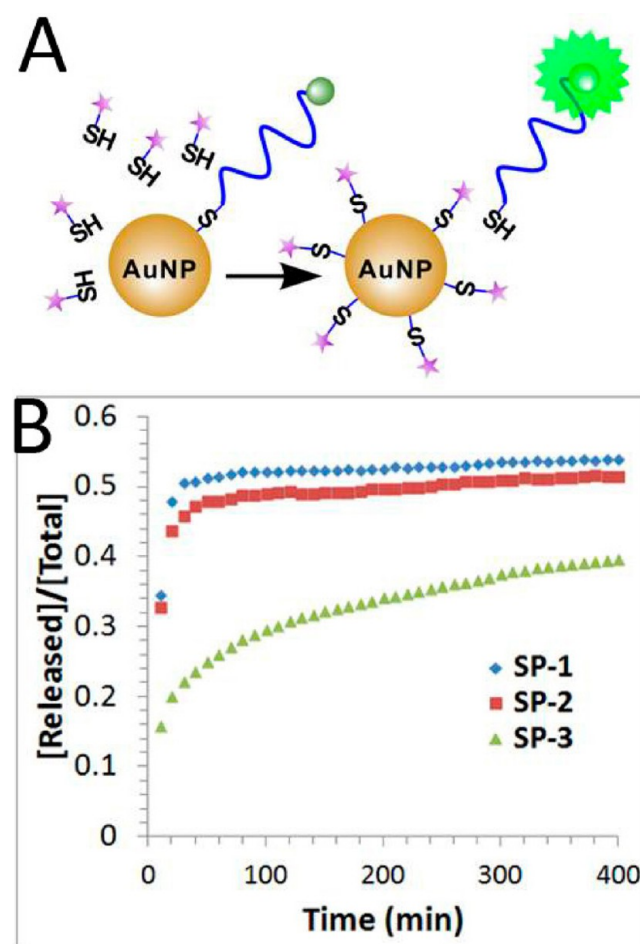 A
SH
SH
SH
SH
HS
S
AuNP
AuNP
S
S
S
S
S
S
SH
B
[Released]/[Total]
0.6
0.5
0.4
0.3
0.2
0.1
0
SP-1
SP-2
SP-3
0
100
200
300
400
Time (min)